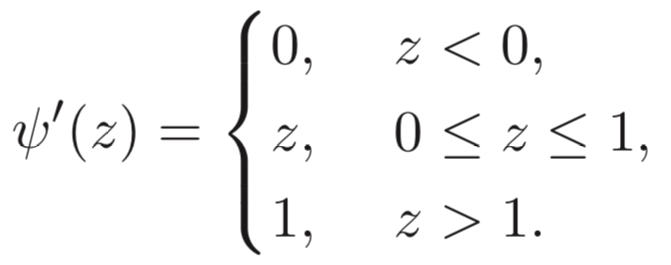 ψ′(z) = { 0, z < 0,
z, 0 ≤ z ≤ 1,
1, z > 1.